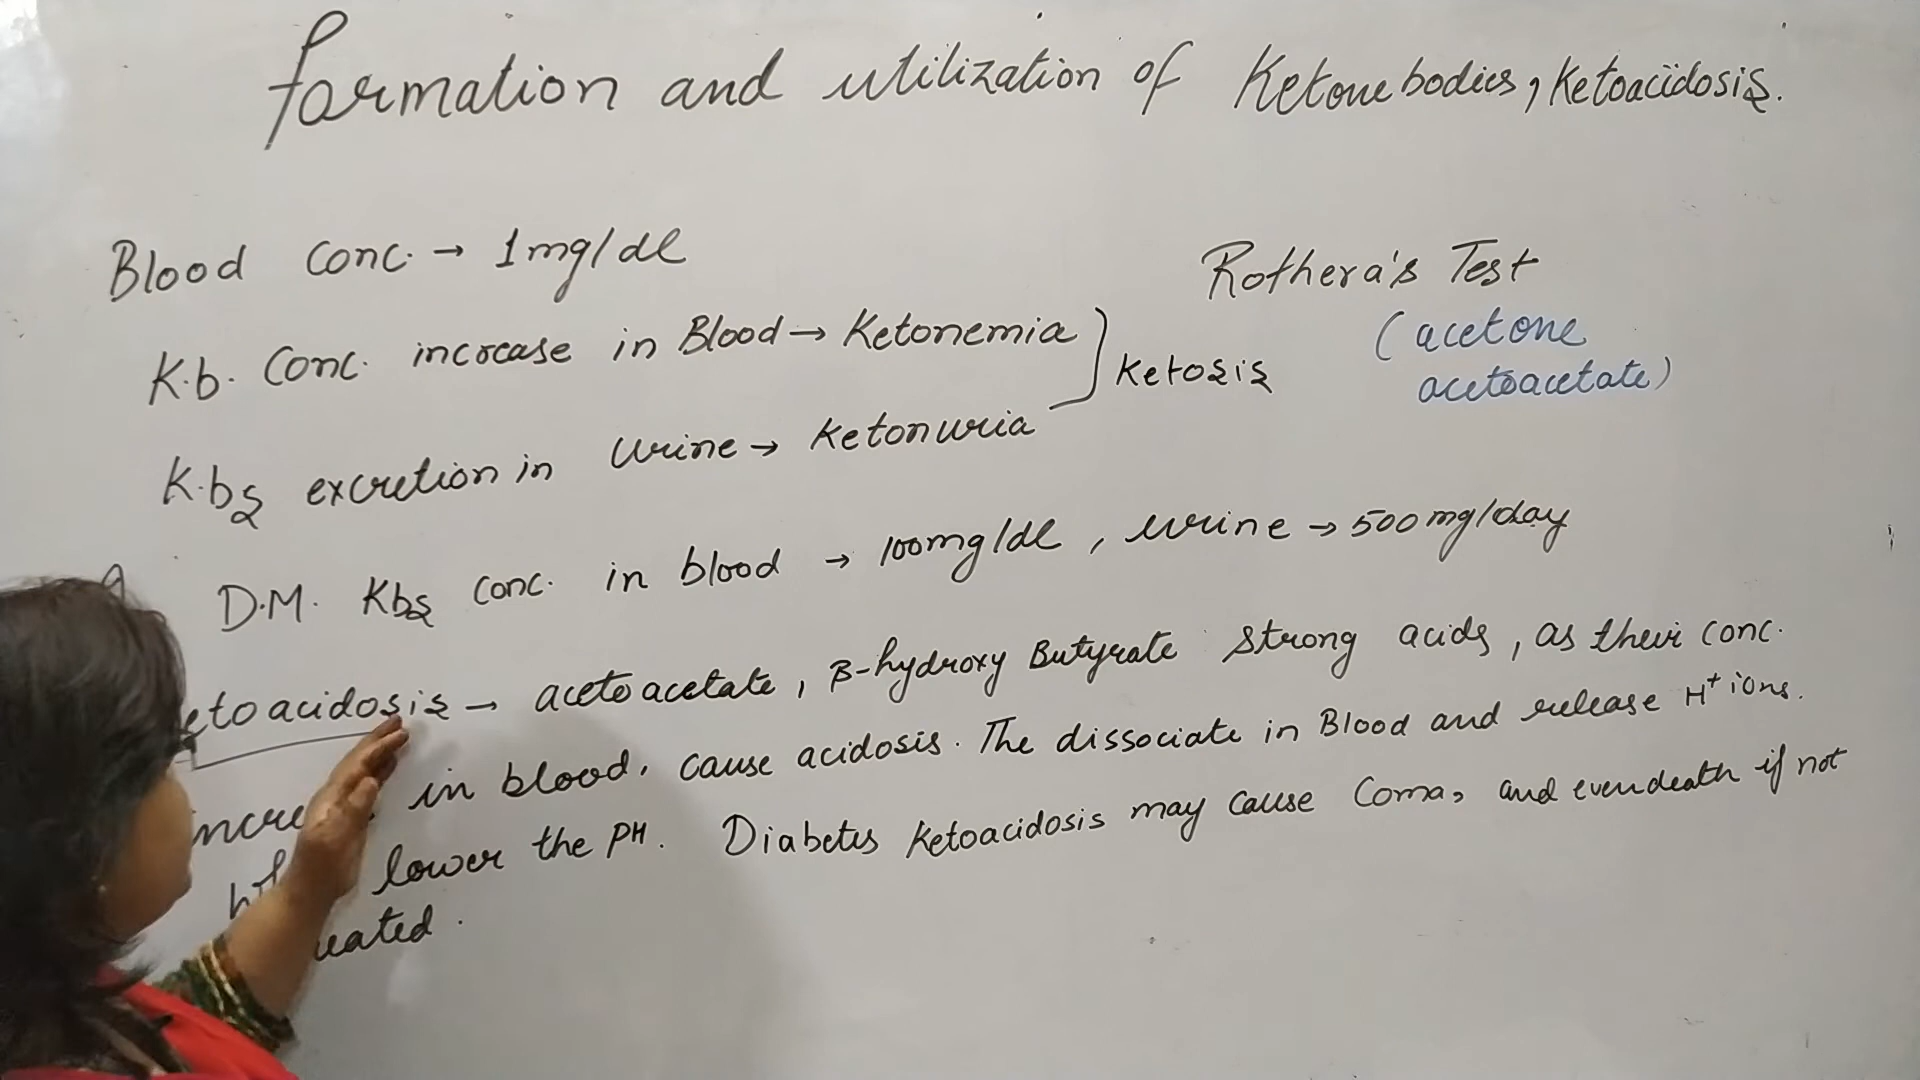 formation and utilization of Ketone bodies, Ketoacidosis.
Blood conc. → 1mg/dl
K.b. Conc. increase in Blood → Ketonemia
Ketosis
K.bs excretion in urine → Ketonuria
Rothera's Test
(acetone
acetoacetate)
D.M. Kbs conc. in blood → 100mg/dl, urine → 500mg/day
etoacidosis → acetoacetate, β-hydroxy Butyrate strong acids, as their conc.
in blood, cause acidosis. The dissociate in Blood and release H+ ions.
lower the PH. Diabetes Ketoacidosis may cause Coma, and even death if not
eated.